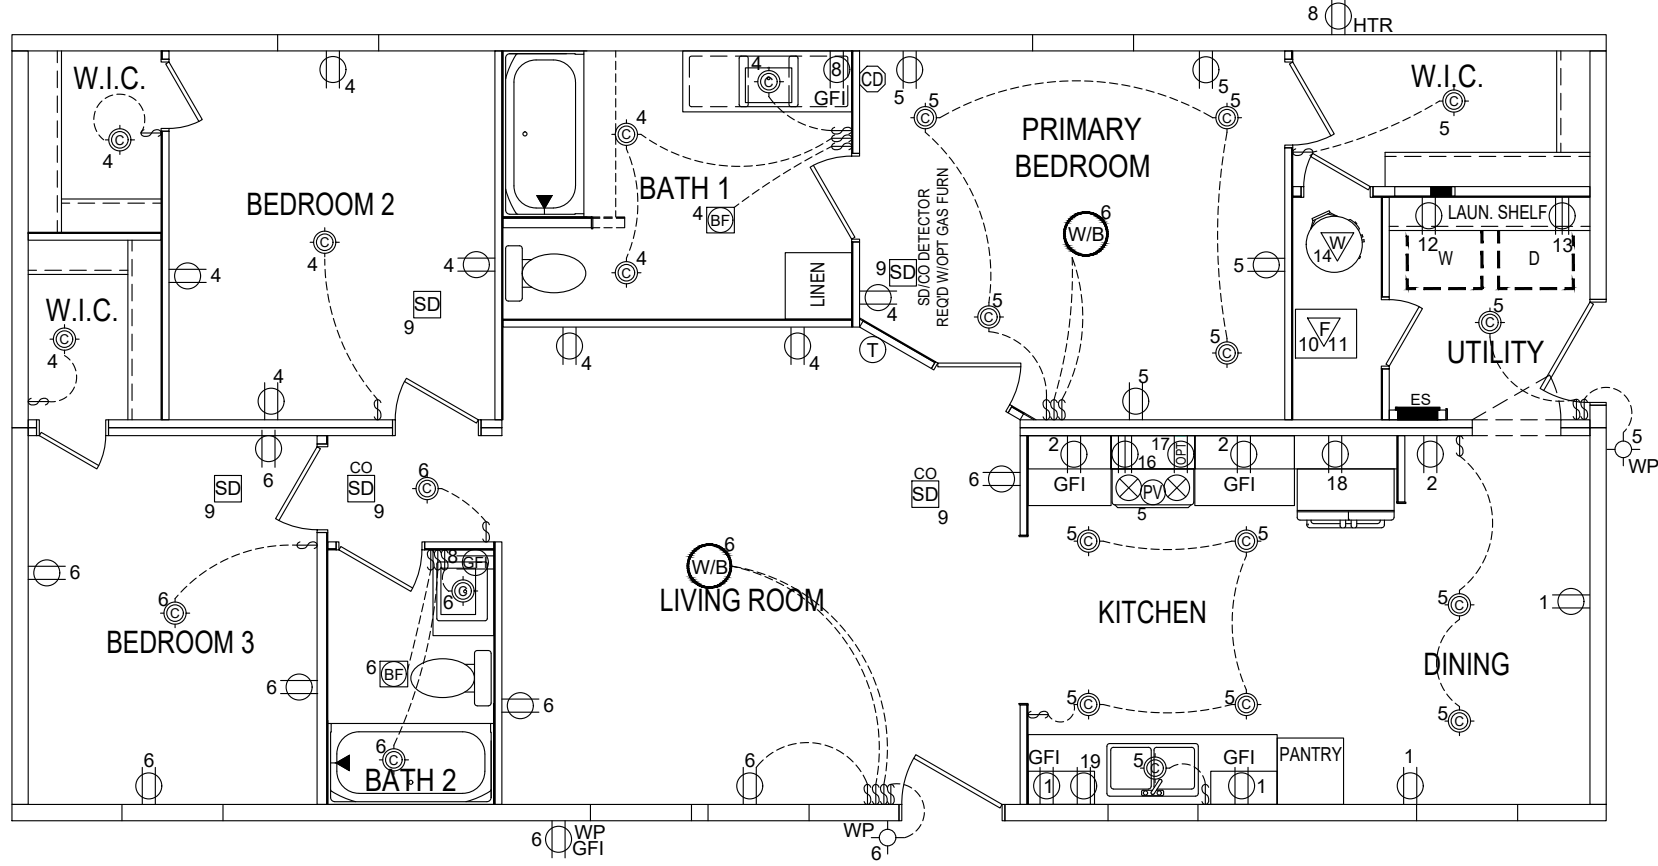 8 HTR
W.I.C.
4
4
4
8
GFI
CD
5
5
5
5
W.I.C.
5
C
4
C
4
C
C
C
C
PRIMARY
BEDROOM
BEDROOM 2
BATH 1
4 BF
SD/CO DETECTOR
REQ'D W/OPT GAS FURN
6
W/B
LAUN. SHELF
12
13
W
D
W
14
C
4
4
4
C
4
9 SD
5
LINEN
4
SD
9
W.I.C.
C
4
C
5
C
5
F
10 11
C
5
UTILITY
4
4
T
4
5
ES
5
WP
6
SD
9
CO
SD
9
C
6
6
CO
SD
9
2
GFI
16
17
OPT
PV
5
2
GFI
18
2
6
8
GFI
C
6
C
6
BEDROOM 3
W/B
6
LIVING ROOM
C
5
C
5
KITCHEN
C
5
1
DINING
6
6 BF
6
C
5
C
5
C
5
6
C
6
BATH 2
6
GFI
1
19
C
5
GFI
1
PANTRY
1
6
WP
GFI
WP
6